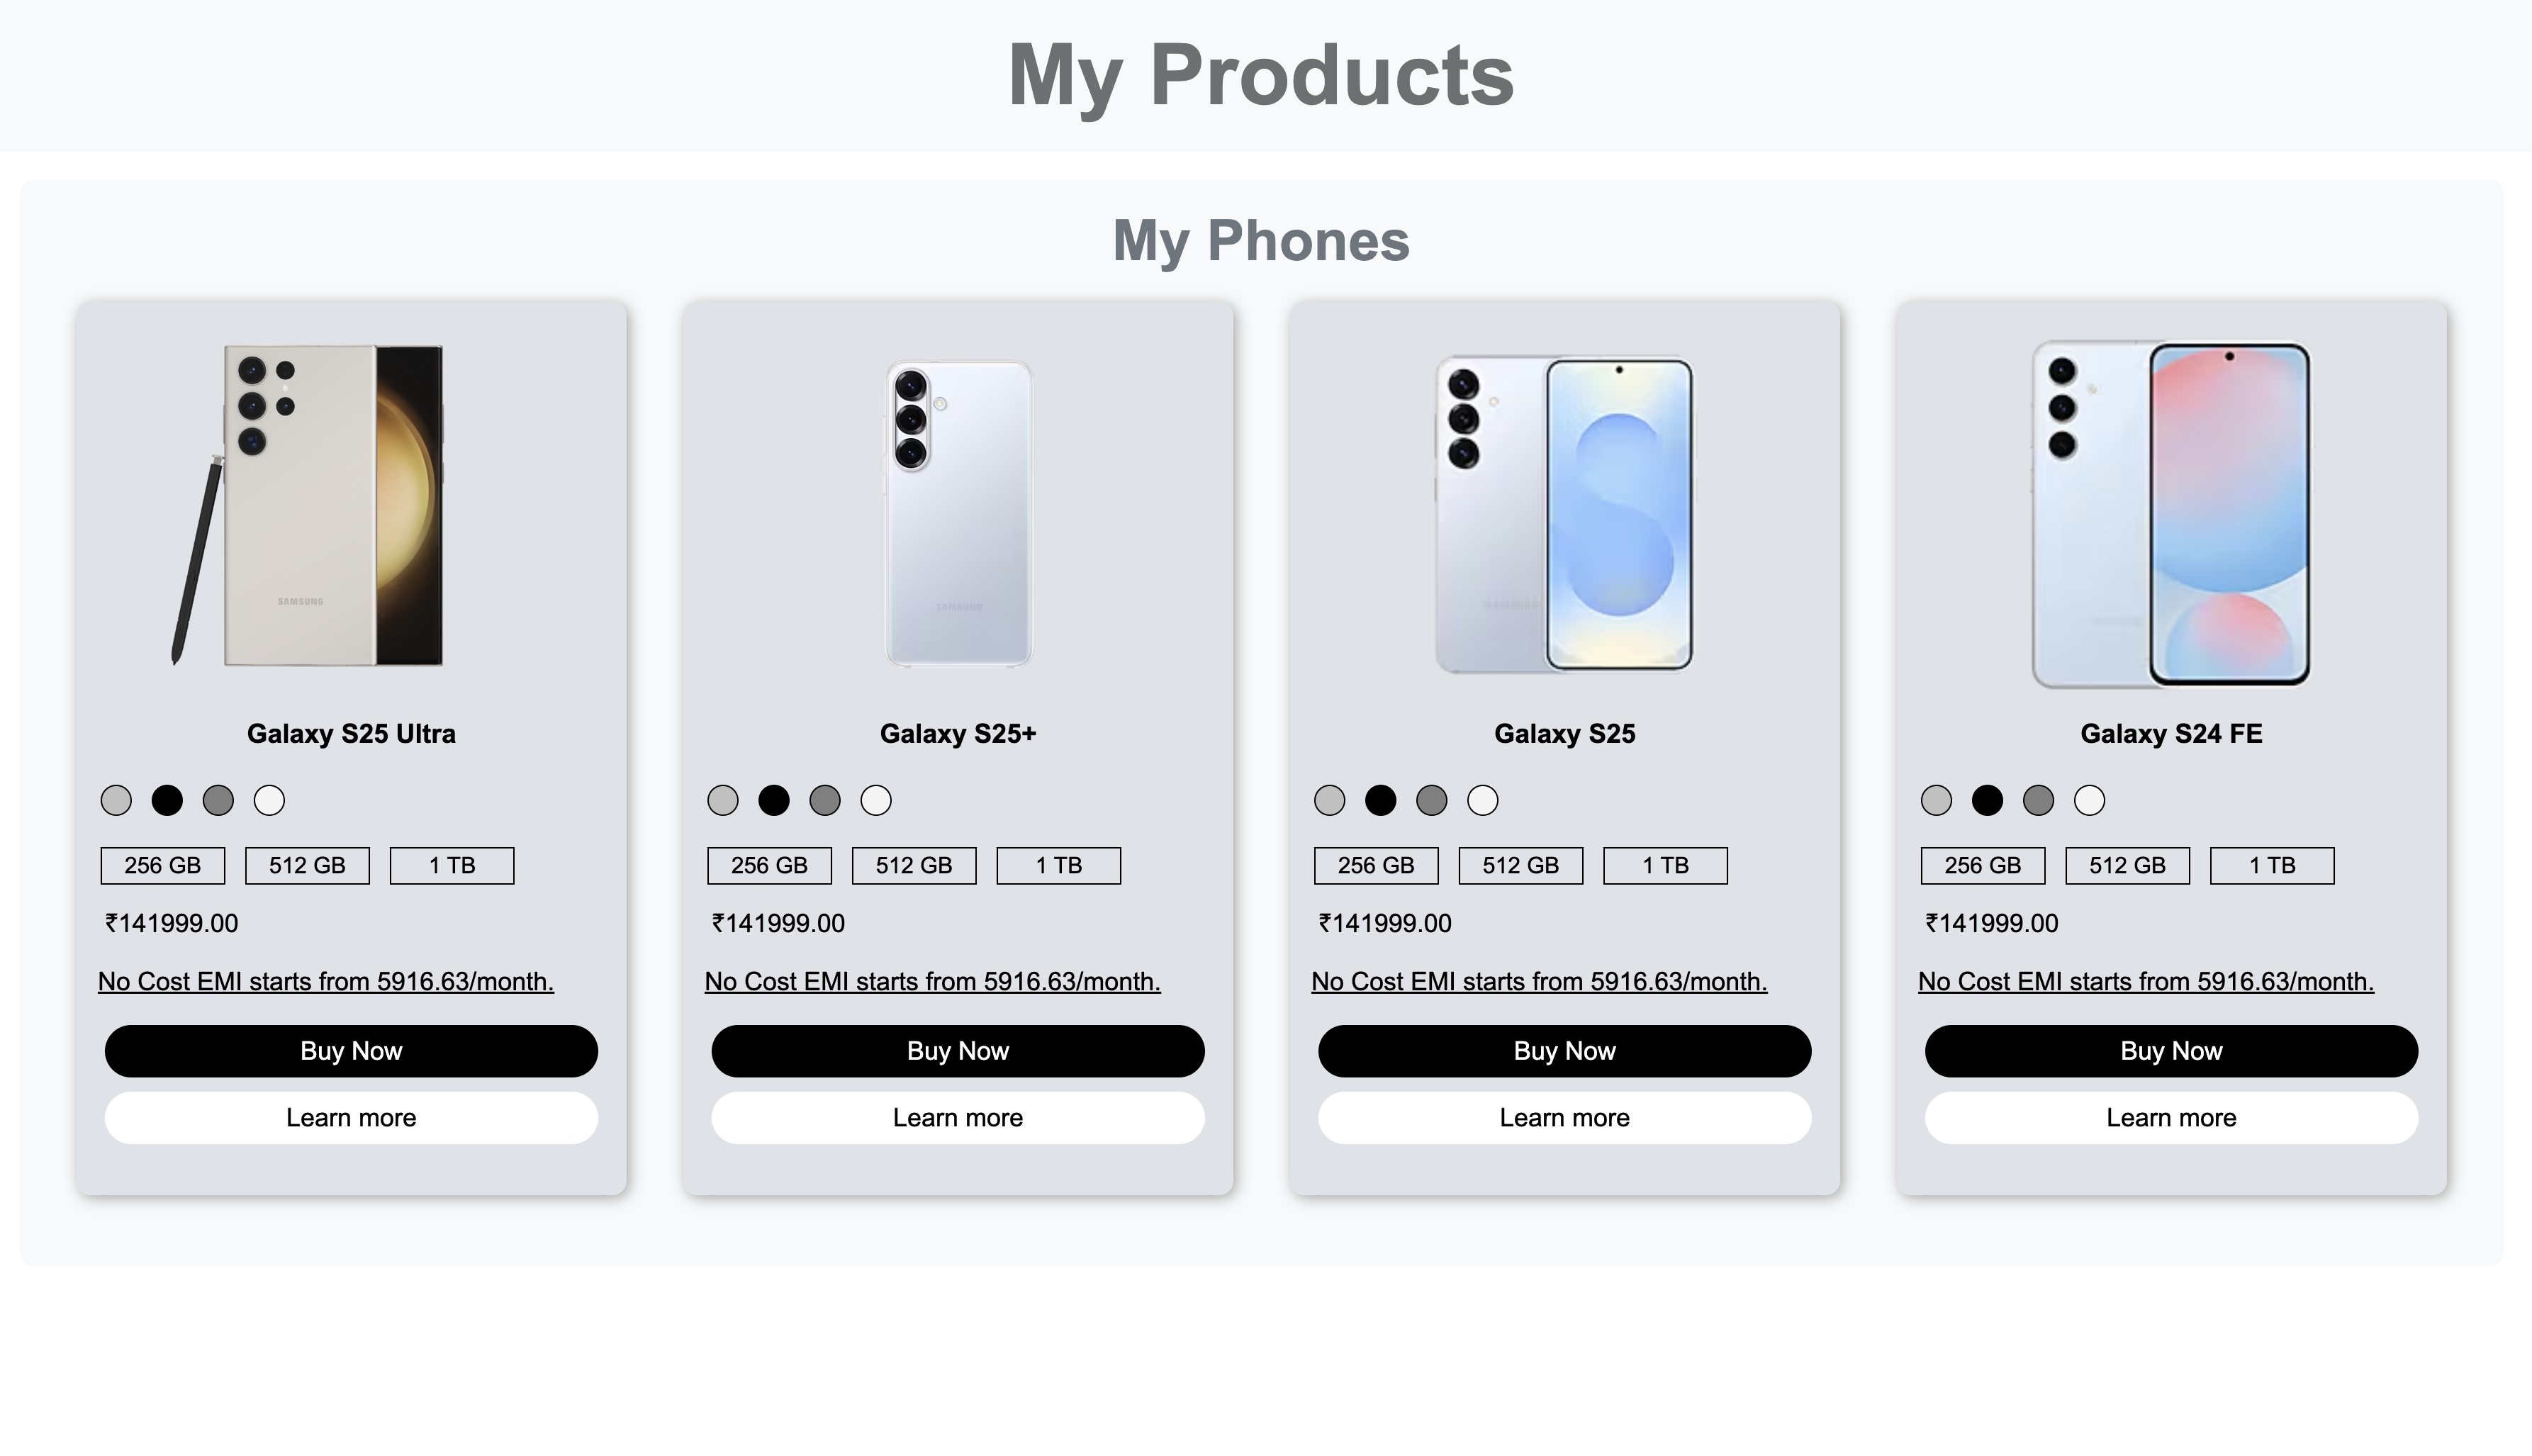 My Products
My Phones
SAMSUNG
SAMSUNG
Galaxy S25 Ultra
256 GB 512 GB 1 TB
₹141999.00
No Cost EMI starts from 5916.63/month.
Buy Now
Learn more
Galaxy S25+
256 GB 512 GB 1 TB
₹141999.00
No Cost EMI starts from 5916.63/month.
Buy Now
Learn more
Galaxy S25
256 GB 512 GB 1 TB
₹141999.00
No Cost EMI starts from 5916.63/month.
Buy Now
Learn more
Galaxy S24 FE
256 GB 512 GB 1 TB
₹141999.00
No Cost EMI starts from 5916.63/month.
Buy Now
Learn more